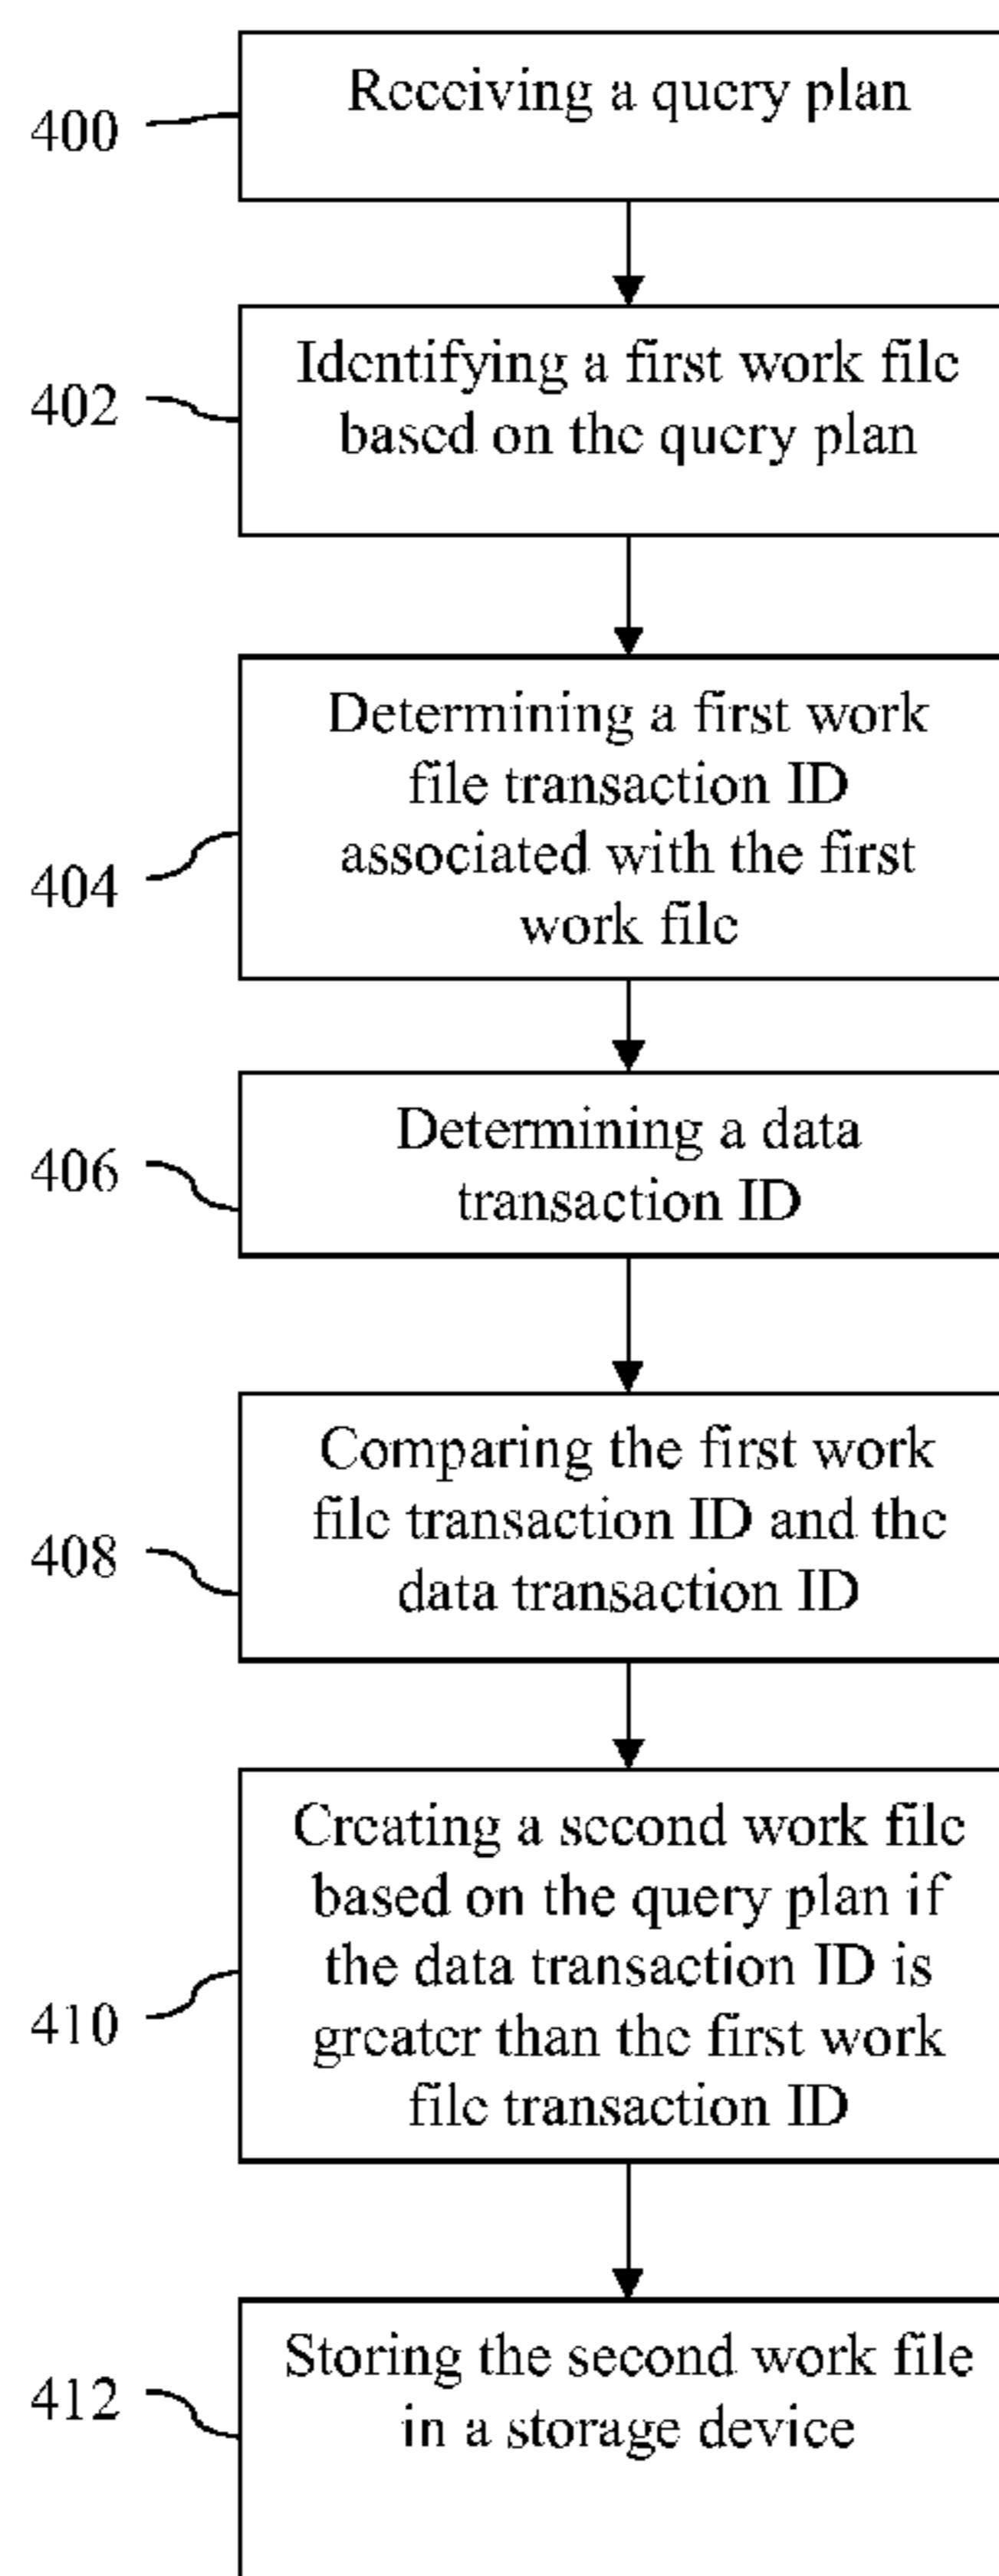 400
Receiving a query plan
402
Identifying a first work file
based on the query plan
404
Determining a first work
file transaction ID
associated with the first
work file
406
Determining a data
transaction ID
408
Comparing the first work
file transaction ID and the
data transaction ID
410
Creating a second work file
based on the query plan if
the data transaction ID is
greater than the first work
file transaction ID
412
Storing the second work file
in a storage device